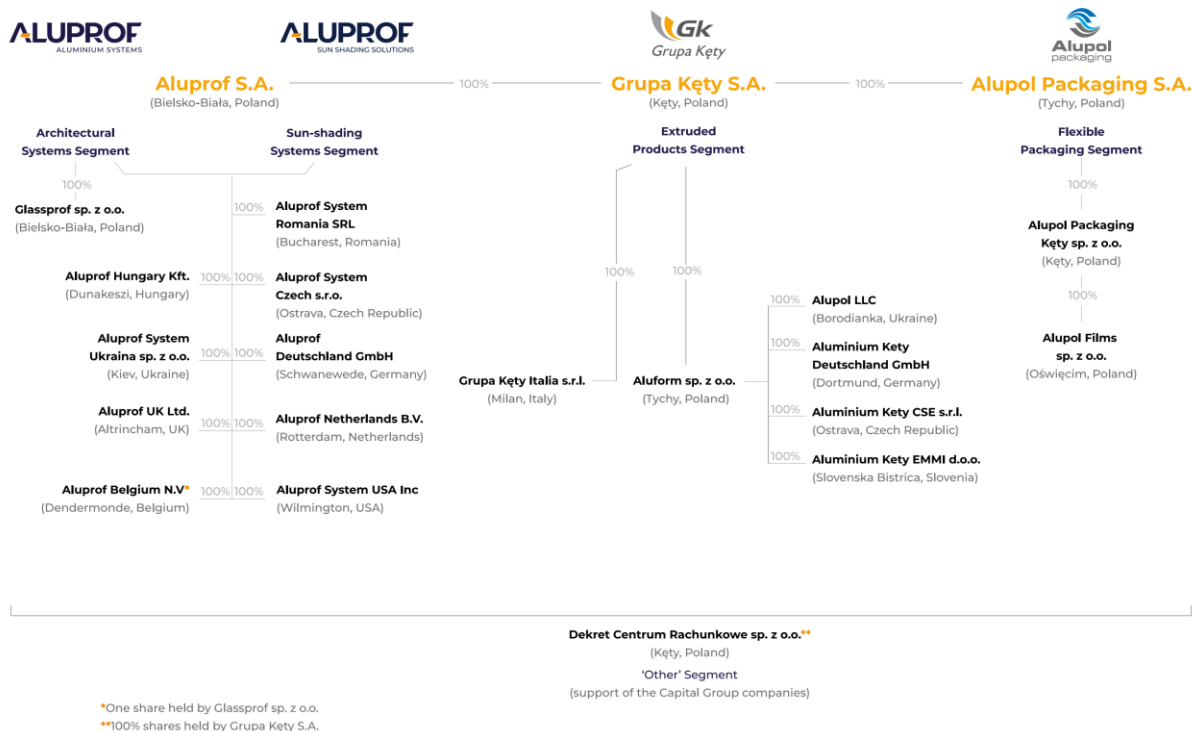 ALUPROF
ALUMINIUM SYSTEMS
ALUPROF
SUN SHADING SOLUTIONS
Gk
Grupa Kęty
Alupol
packaging
Aluprof S.A.
(Bielsko-Biała, Poland)
100%
Grupa Kęty S.A.
(Kęty, Poland)
100%
Alupol Packaging S.A.
(Tychy, Poland)
Architectural
Systems Segment
Sun-shading
Systems Segment
Extruded
Products Segment
Flexible
Packaging Segment
100%
Glassprof sp. z o.o.
(Bielsko-Biała, Poland)
100%
Aluprof System
Romania SRL
(Bucharest, Romania)
Aluprof Hungary Kft.
(Dunakeszi, Hungary)
100%
100%
Aluprof System
Czech s.r.o.
(Ostrava, Czech Republic)
Aluprof System
Ukraina sp. z o.o.
(Kiev, Ukraine)
100%
100%
Aluprof
Deutschland GmbH
(Schwanewede, Germany)
Aluprof UK Ltd.
(Altrincham, UK)
100%
100%
Aluprof Netherlands B.V.
(Rotterdam, Netherlands)
Aluprof Belgium N.V*
(Dendermonde, Belgium)
100%
100%
Aluprof System USA Inc
(Wilmington, USA)
100%
Grupa Kęty Italia s.r.l.
(Milan, Italy)
100%
Aluform sp. z o.o.
(Tychy, Poland)
100%
Alupol LLC
(Borodianka, Ukraine)
100%
Aluminium Kety
Deutschland GmbH
(Dortmund, Germany)
100%
Aluminium Kety CSE s.r.l.
(Ostrava, Czech Republic)
100%
Aluminium Kety EMMI d.o.o.
(Slovenska Bistrica, Slovenia)
100%
Alupol Packaging
Kęty sp. z o.o.
(Kęty, Poland)
100%
Alupol Films
sp. z o.o.
(Oświęcim, Poland)
Dekret Centrum Rachunkowe sp. z o.o.**
(Kęty, Poland)
‘Other’ Segment
(support of the Capital Group companies)
*One share held by Glassprof sp. z o.o.
**100% shares held by Grupa Kęty S.A.